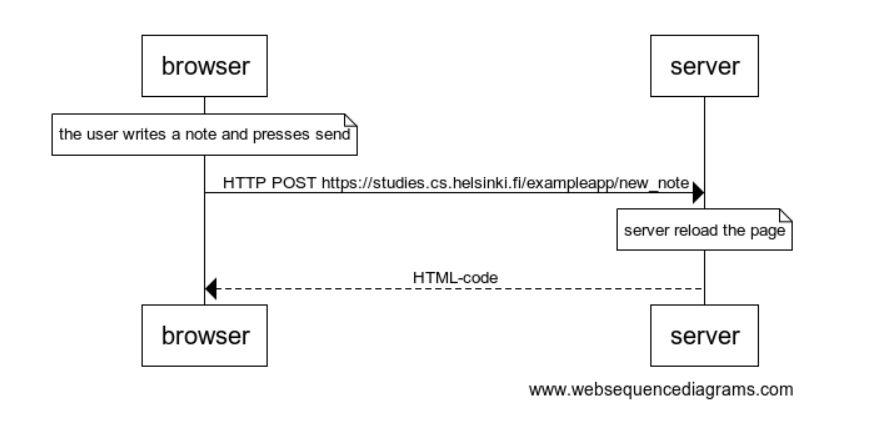 browser
server
the user writes a note and presses send
HTTP POST https://studies.cs.helsinki.fi/exampleapp/new_note
server reload the page
HTML-code
browser
server
www.websequencediagrams.com